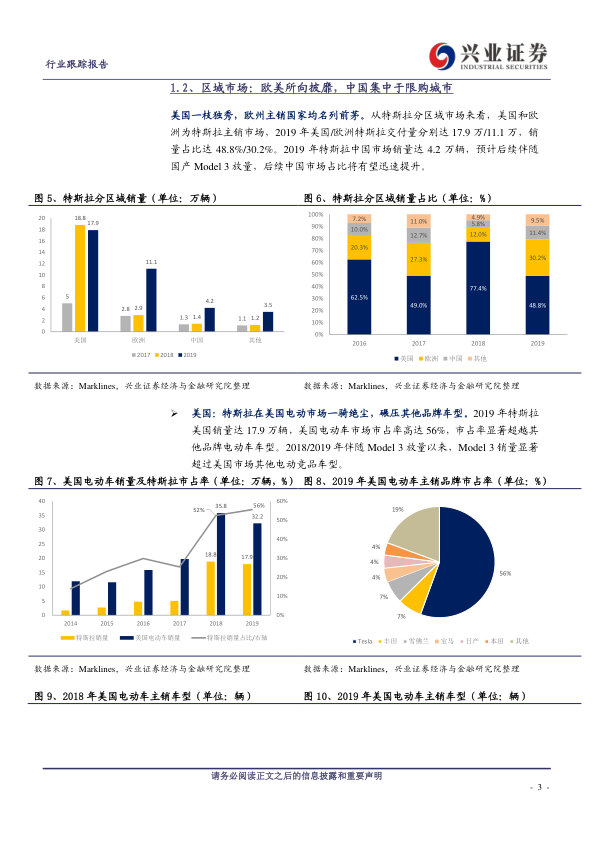 兴业证券
INDUSTRIAL SECURITIES
行业跟踪报告
1.2、区域市场：欧美所向披靡，中国集中于限购城市
美国一枝独秀，欧州主销国家均名列前茅。从特斯拉分区域市场来看，美国和欧
洲为特斯拉主销市场，2019 年美国/欧洲特斯拉交付量分别达 17.9 万/11.1 万，销
量占比达 48.8%/30.2%。2019 年特斯拉中国市场销量达 4.2 万辆，预计后续伴随
国产 Model 3 放量，后续中国市场占比将有望迅速提升。
图 5、特斯拉分区域销量（单位：万辆）
20
18
16
14
12
10
8
6
4
2
0
5
18.8
17.9
2.8
2.9
11.1
1.3
1.4
4.2
1.1
1.2
3.5
美国
欧洲
中国
其他
2017
2018
2019
图 6、特斯拉分区域销量占比（单位：%）
100%
90%
80%
70%
60%
50%
40%
30%
20%
10%
0%
7.2%
10.0%
20.3%
62.5%
11.0%
12.7%
27.3%
49.0%
4.9%
5.8%
12.0%
77.4%
9.5%
11.4%
30.2%
48.8%
2016
2017
2018
2019
美国
欧洲
中国
其他
数据来源：Marklines，兴业证券经济与金融研究院整理
数据来源：Marklines，兴业证券经济与金融研究院整理
➢ 美国：特斯拉在美国电动市场一骑绝尘，碾压其他品牌车型。2019 年特斯拉
美国销量达 17.9 万辆，美国电动车市场市占率高达 56%，市占率显著超越其
他品牌电动车车型。2018/2019 年伴随 Model 3 放量以来，Model 3 销量显著
超过美国市场其他电动竞品车型。
图 7、美国电动车销量及特斯拉市占率（单位：万辆，%）
40
35
30
25
20
15
10
5
0
52%
35.8
56%
32.2
18.8
17.9
60%
50%
40%
30%
20%
10%
0%
2014
2015
2016
2017
2018
2019
特斯拉销量
美国电动车销量
特斯拉销量占比/右轴
图 8、2019 年美国电动车主销品牌市占率（单位：%）
19%
4%
4%
4%
7%
7%
56%
Tesla
丰田
雪佛兰
宝马
日产
本田
其他
数据来源：Marklines，兴业证券经济与金融研究院整理
数据来源：Marklines，兴业证券经济与金融研究院整理
图 9、2018 年美国电动车主销车型（单位：辆）
图 10、2019 年美国电动车主销车型（单位：辆）
请务必阅读正文之后的信息披露和重要声明
- 3 -